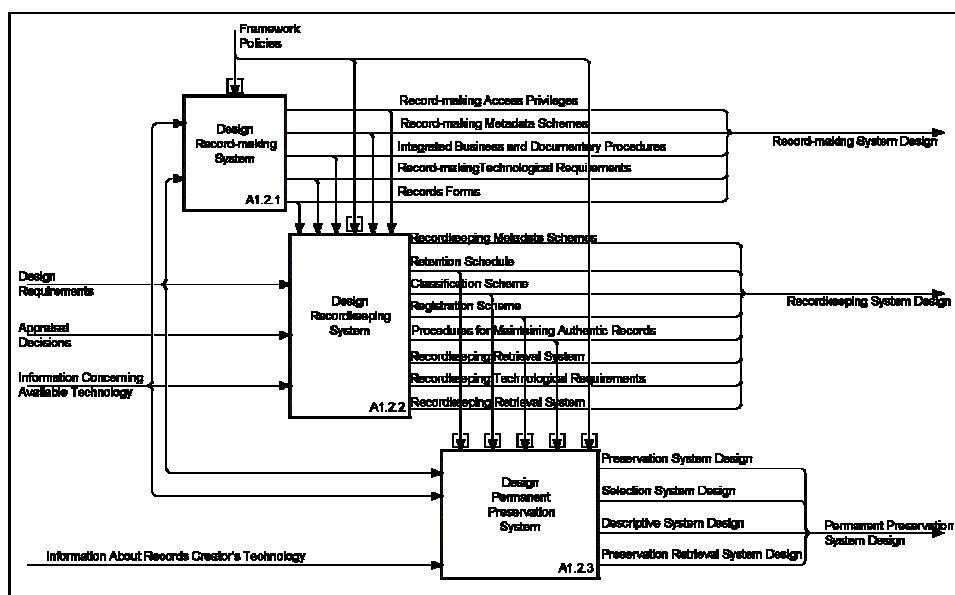 Framework
Policies
Design
Record-making
System
A1.2.1
Record-making Access Privileges
Record-making Metadata Schemes
Integrated Business and Documentary Procedures
Record-makingTechnological Requirements
Records Forms
Record-making System Design
Design
Requirements
Appraisal
Decisions
Information Concerning
Available Technology
Design
Recordkeeping
System
A1.2.2
Recordkeeping Metadata Schemes
Retention Schedule
Classification Scheme
Registration Scheme
Procedures for Maintaining Authentic Records
Recordkeeping Retrieval System
Recordkeeping Technological Requirements
Recordkeeping Retrieval System
Recordkeeping System Design
Information About Records Creator's Technology
Design
Permanent
Preservation
System
A1.2.3
Preservation System Design
Selection System Design
Descriptive System Design
Preservation Retrieval System Design
Permanent Preservation
System Design